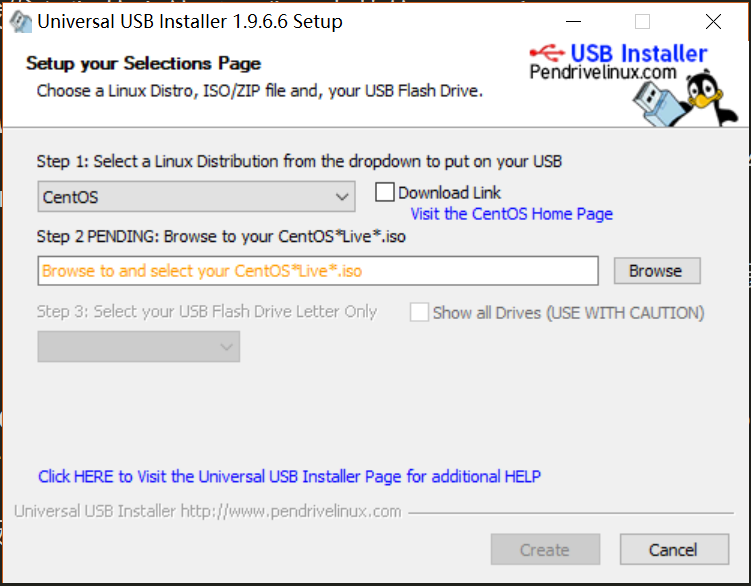 Universal USB Installer 1.9.6.6 Setup
Setup your Selections Page
Choose a Linux Distro, ISO/ZIP file and, your USB Flash Drive.
USB Installer
Pendrivelinux.com
Step 1: Select a Linux Distribution from the dropdown to put on your USB
CentOS
Download Link
Visit the CentOS Home Page
Step 2 PENDING: Browse to your CentOS*Live*.iso
Browse to and select your CentOS*Live*.iso
Browse
Step 3: Select your USB Flash Drive Letter Only
Show all Drives (USE WITH CAUTION)
Click HERE to Visit the Universal USB Installer Page for additional HELP
Universal USB Installer http://www.pendrivelinux.com
Create
Cancel